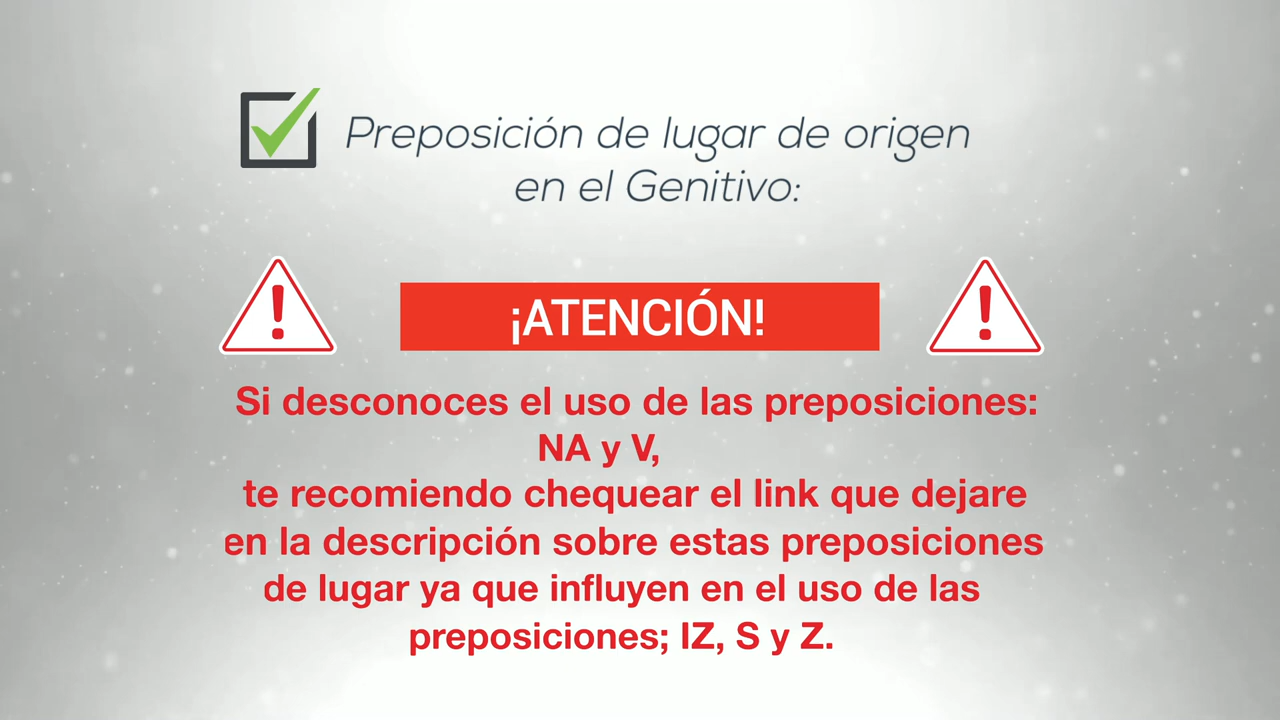 Preposición de lugar de origen
en el Genitivo:
¡ATENCIÓN!
Si desconoces el uso de las preposiciones:
NA y V,
te recomiendo chequear el link que dejare
en la descripción sobre estas preposiciones
de lugar ya que influyen en el uso de las
preposiciones; IZ, S y Z.